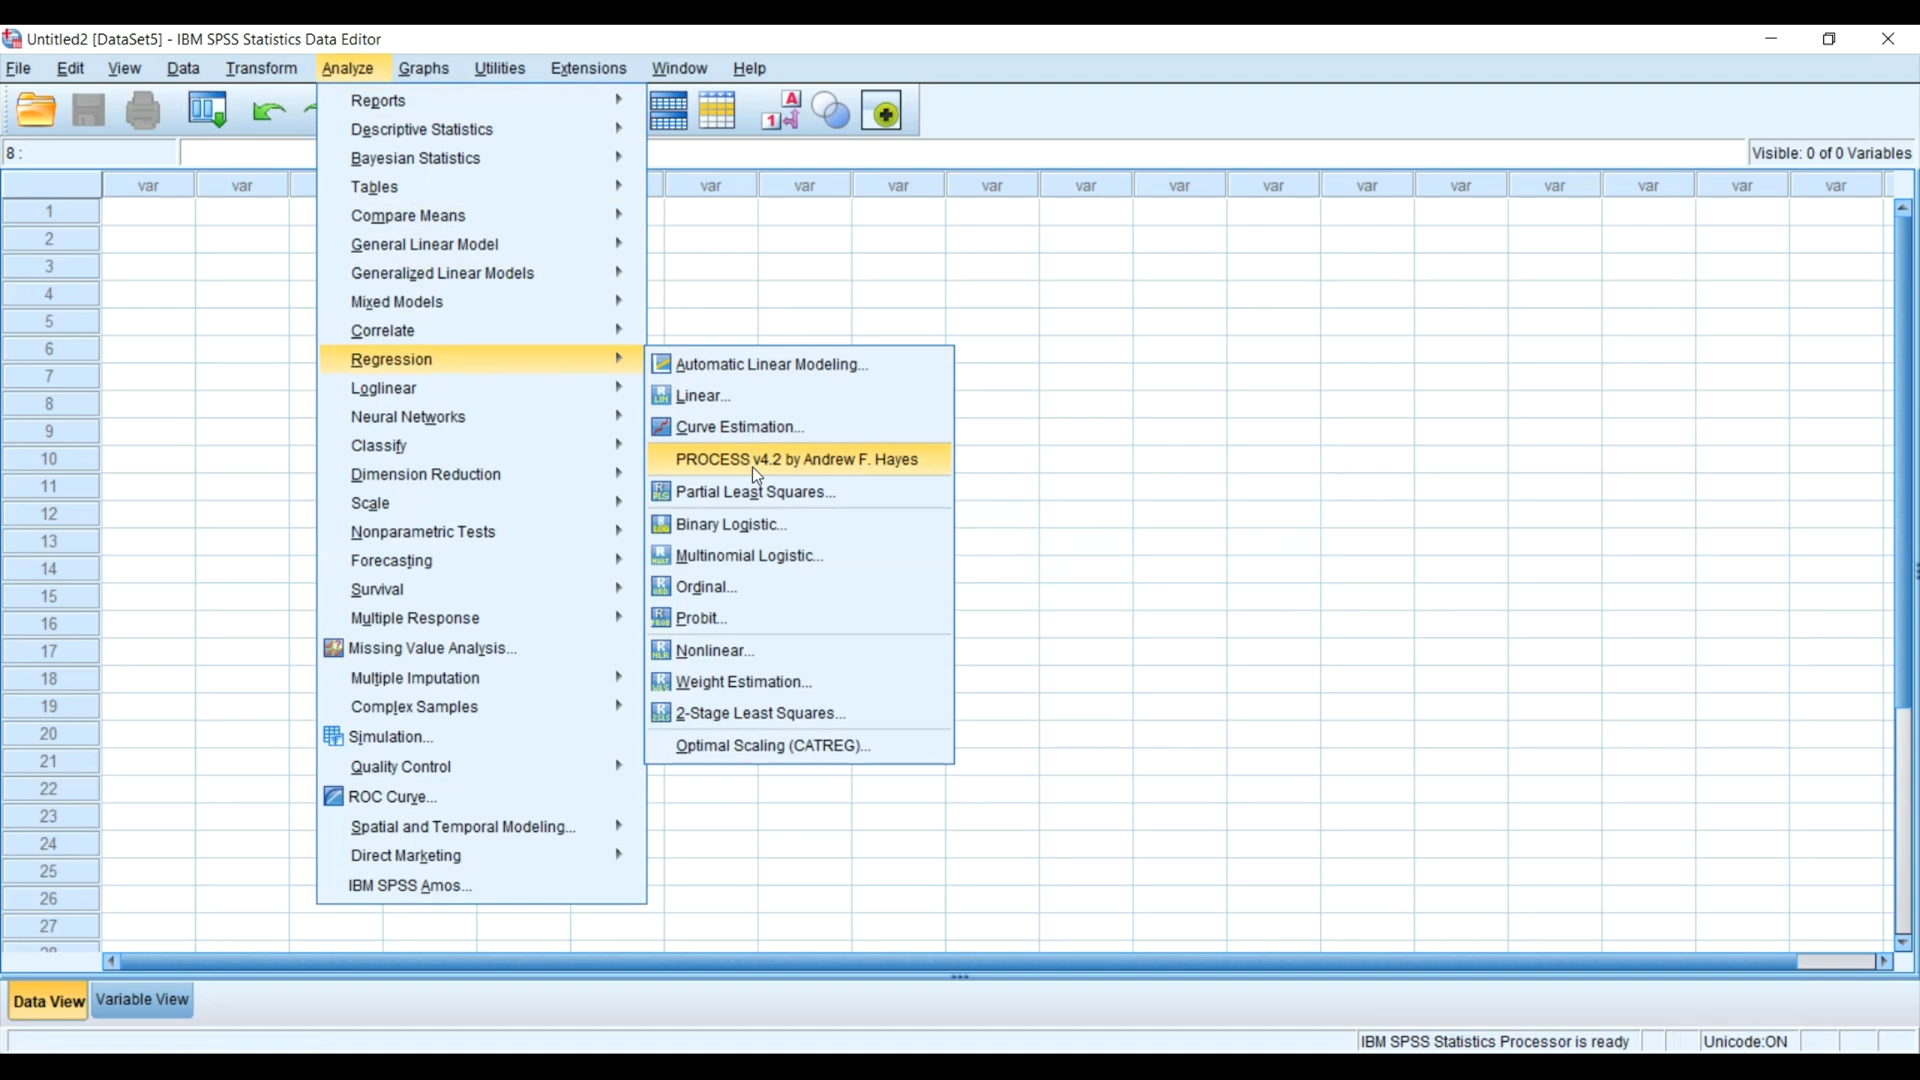 Untitled2 [DataSet5] - IBM SPSS Statistics Data Editor
File Edit View Data Transform Analyze Graphs Utilities Extensions Window Help
8 :
Visible: 0 of 0 Variables
var var var var var var var var var var var var var var var
1
2
3
4
5
6
7
8
9
10
11
12
13
14
15
16
17
18
19
20
21
22
23
24
25
26
27
28
Reports
Descriptive Statistics
Bayesian Statistics
Tables
Compare Means
General Linear Model
Generalized Linear Models
Mixed Models
Correlate
Regression
Loglinear
Neural Networks
Classify
Dimension Reduction
Scale
Nonparametric Tests
Forecasting
Survival
Multiple Response
Missing Value Analysis...
Multiple Imputation
Complex Samples
Simulation...
Quality Control
ROC Curve...
Spatial and Temporal Modeling...
Direct Marketing
IBM SPSS Amos...
Automatic Linear Modeling...
Linear...
Curve Estimation...
PROCESS v4.2 by Andrew F. Hayes
Partial Least Squares...
Binary Logistic...
Multinomial Logistic...
Ordinal...
Probit...
Nonlinear...
Weight Estimation...
2-Stage Least Squares...
Optimal Scaling (CATREG)...
Data View Variable View
IBM SPSS Statistics Processor is ready Unicode:ON